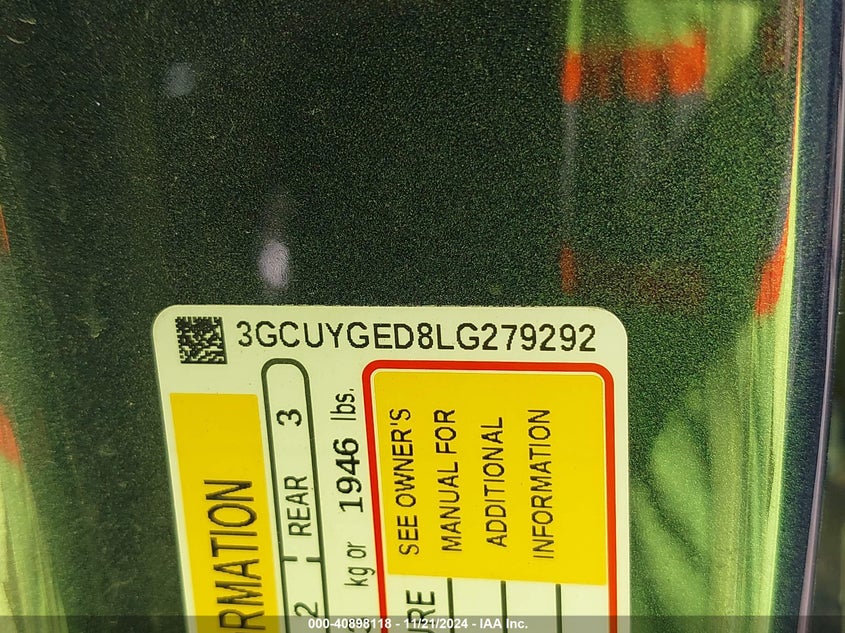 3GCUYGED8LG279292
RMATION
2 REAR 3
kg or 1946 lbs.
SEE OWNER'S
MANUAL FOR
ADDITIONAL
INFORMATION
URE
000-40898118 - 11/21/2024 - IAA Inc.